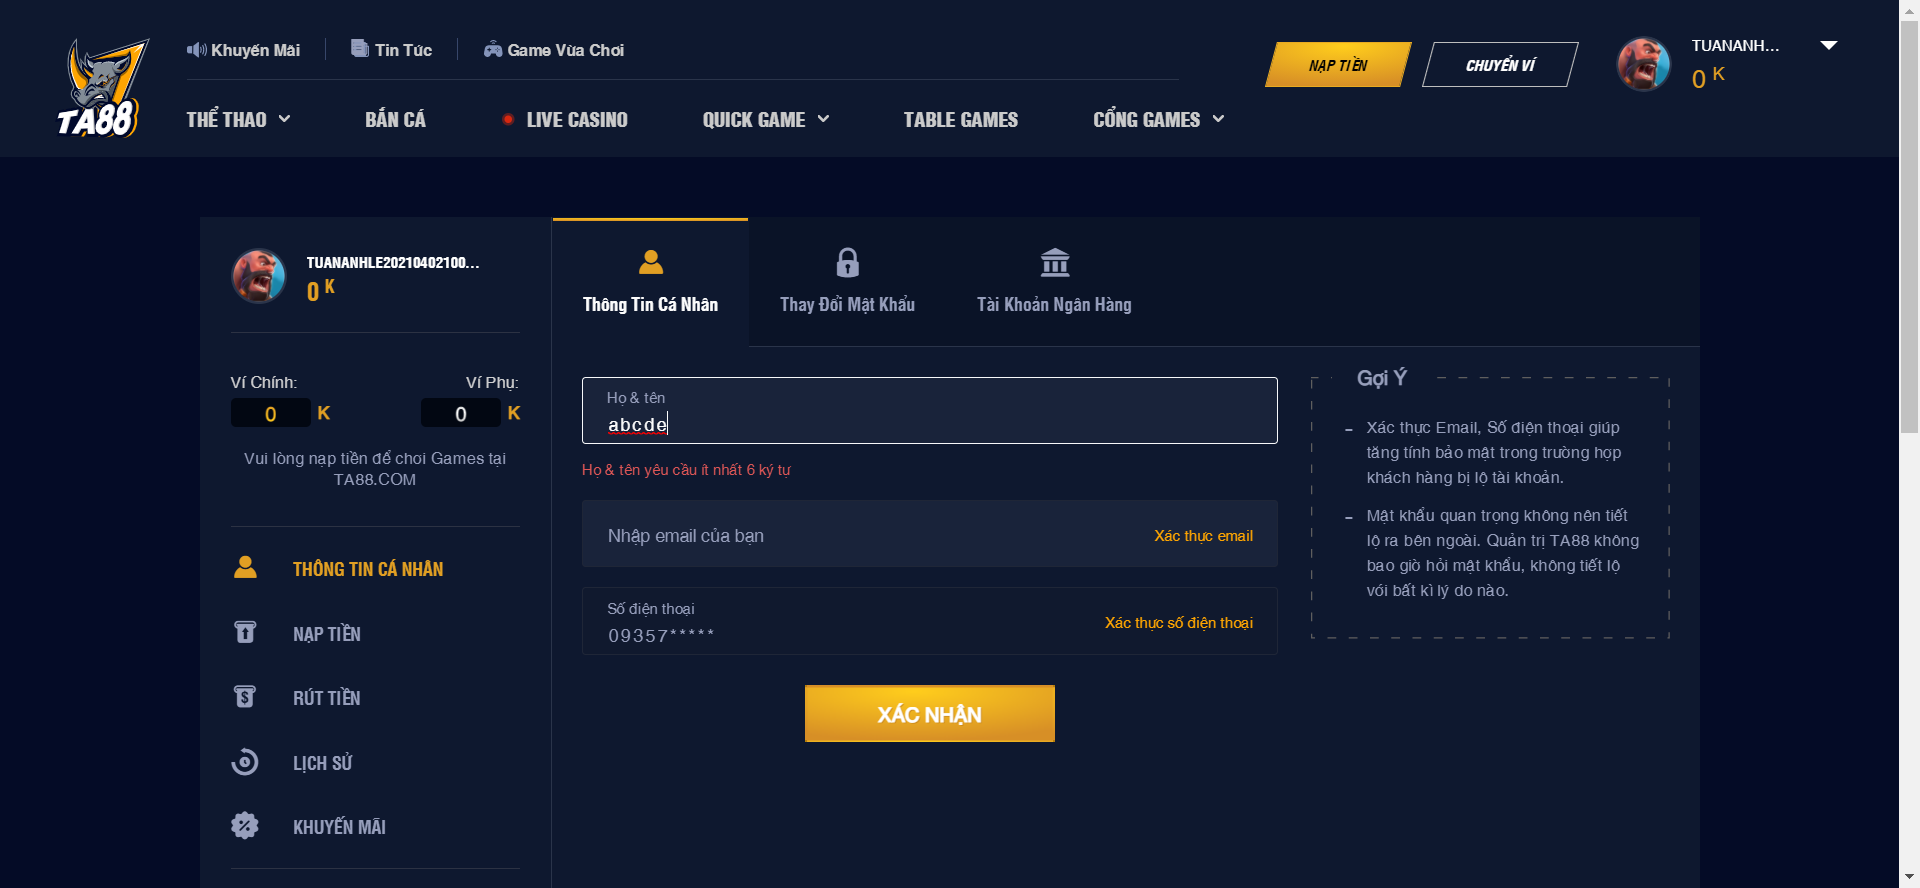 Khuyến Mãi
Tin Tức
Game Vừa Chơi
NẠP TIỀN
CHUYỂN VÍ
TUANANH...
0 K
TA88
THỂ THAO
BẮN CÁ
LIVE CASINO
QUICK GAME
TABLE GAMES
CỔNG GAMES
TUANANHLE20210402100...
0 K
Ví Chính:
Ví Phụ:
0 K
0 K
Vui lòng nạp tiền để chơi Games tại
TA88.COM
THÔNG TIN CÁ NHÂN
NẠP TIỀN
RÚT TIỀN
LỊCH SỬ
KHUYẾN MÃI
Thông Tin Cá Nhân
Thay Đổi Mật Khẩu
Tài Khoản Ngân Hàng
Họ & tên
abcde
Họ & tên yêu cầu ít nhất 6 ký tự
Nhập email của bạn
Xác thực email
Số điện thoại
09357*****
Xác thực số điện thoại
XÁC NHẬN
Gợi Ý
- Xác thực Email, Số điện thoại giúp
tăng tính bảo mật trong trường hợp
khách hàng bị lộ tài khoản.
- Mật khẩu quan trọng không nên tiết
lộ ra bên ngoài. Quản trị TA88 không
bao giờ hỏi mật khẩu, không tiết lộ
với bất kì lý do nào.